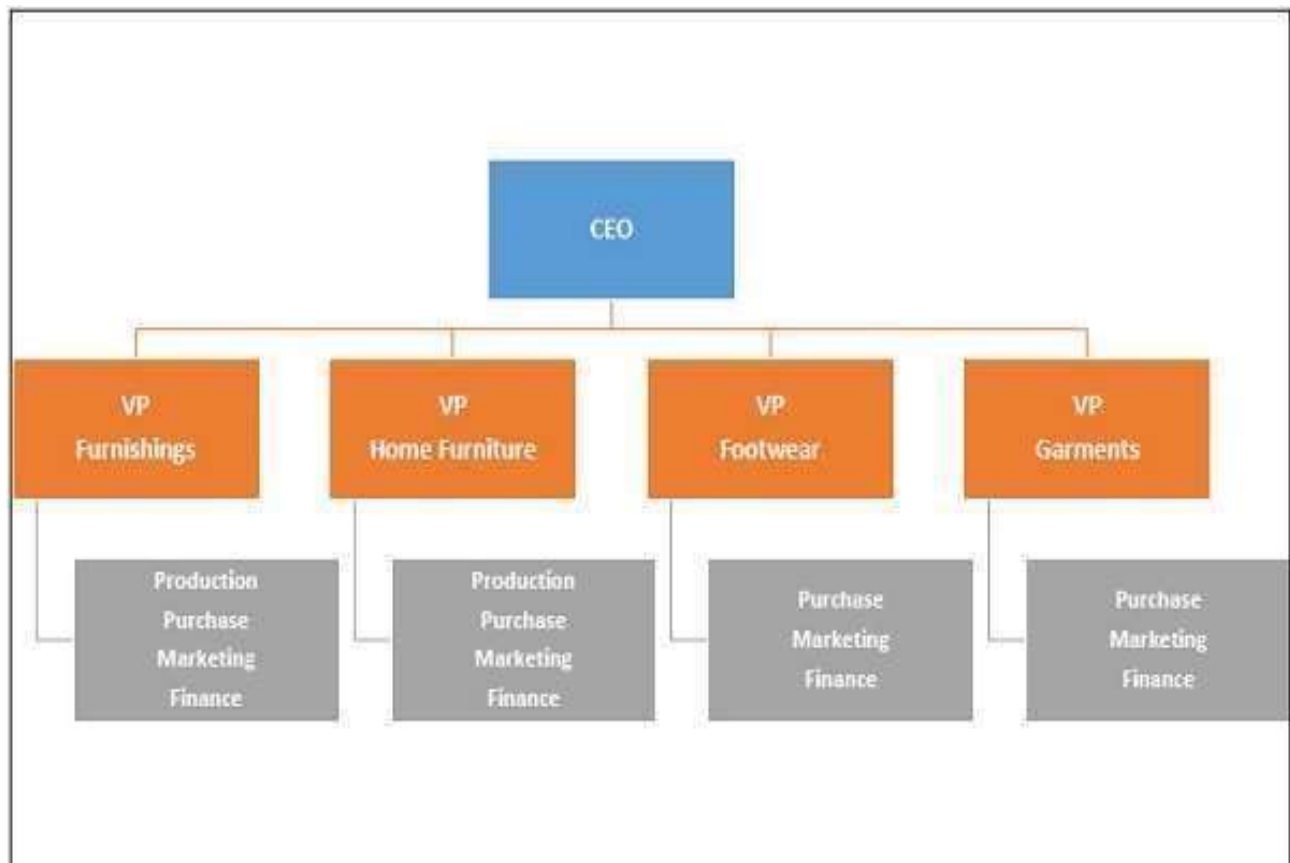 CEO
VP
Furnishings
VP
Home Furniture
VP
Footwear
VP
Garments
Production
Purchase
Marketing
Finance
Production
Purchase
Marketing
Finance
Purchase
Marketing
Finance
Purchase
Marketing
Finance